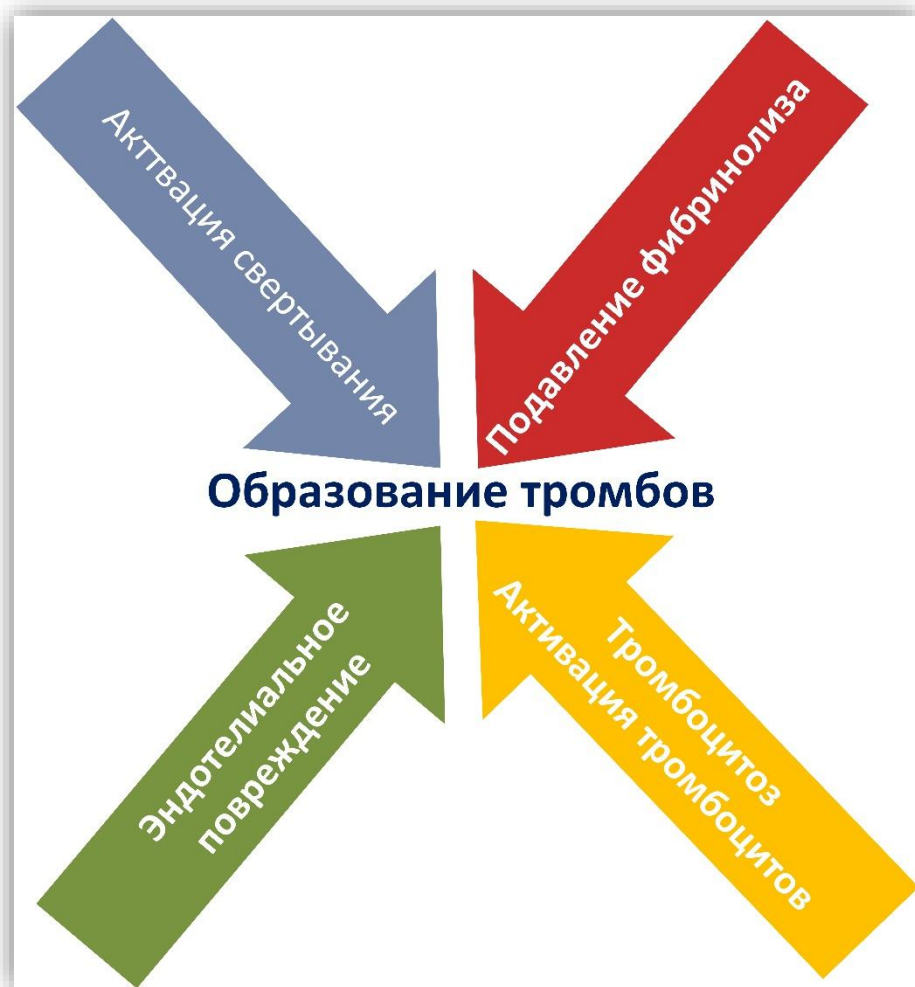 Акттвация свертывания
Подавление фибринолиза
Образование тромбов
Эндотелиальное
повреждение
Тромбоцитоз
Активация тромбоцитов